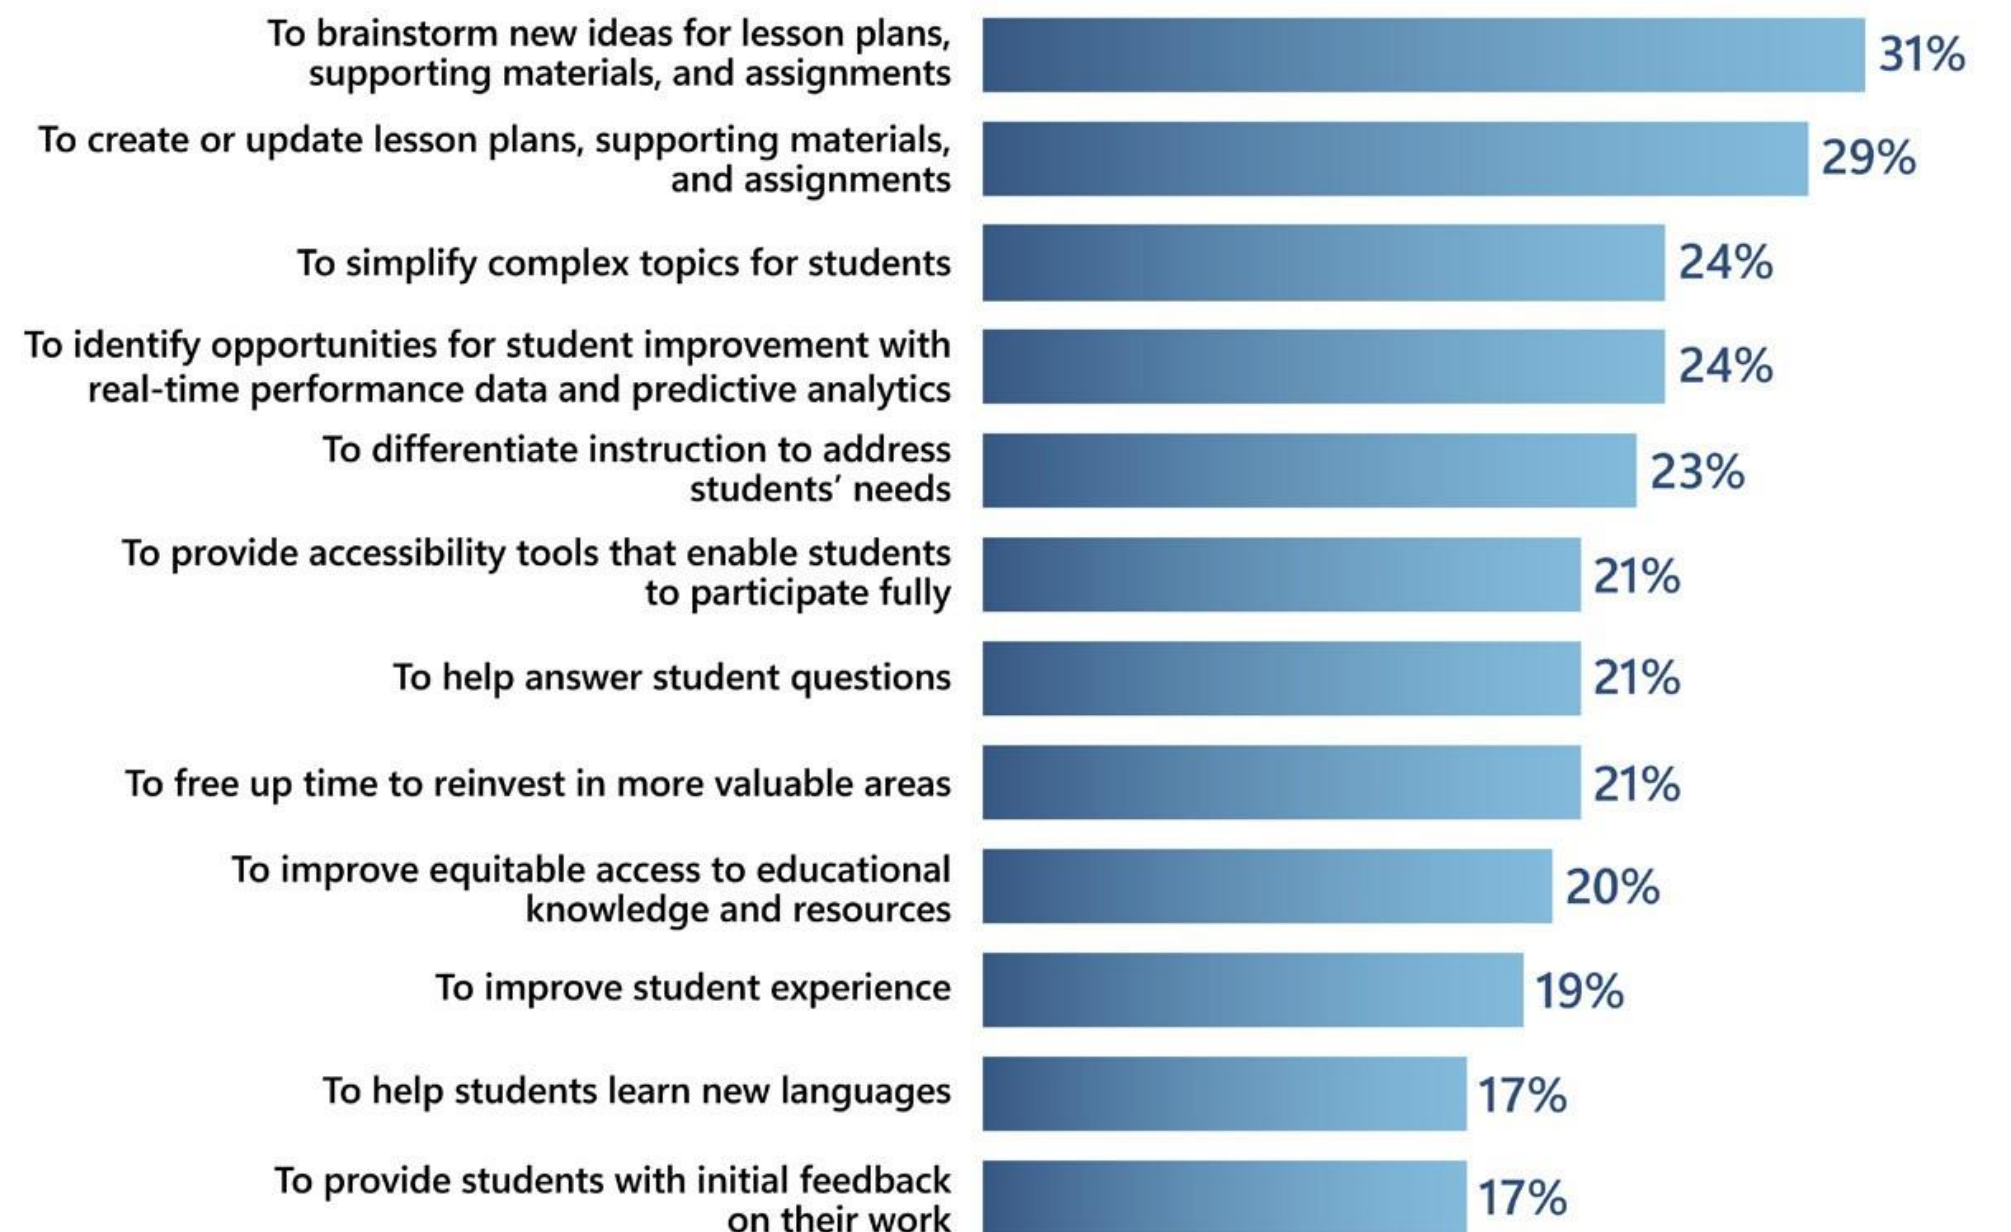 To brainstorm new ideas for lesson plans,
supporting materials, and assignments
31%
To create or update lesson plans, supporting materials,
and assignments
29%
To simplify complex topics for students
24%
To identify opportunities for student improvement with
real-time performance data and predictive analytics
24%
To differentiate instruction to address
students’ needs
23%
To provide accessibility tools that enable students
to participate fully
21%
To help answer student questions
21%
To free up time to reinvest in more valuable areas
21%
To improve equitable access to educational
knowledge and resources
20%
To improve student experience
19%
To help students learn new languages
17%
To provide students with initial feedback
on their work
17%